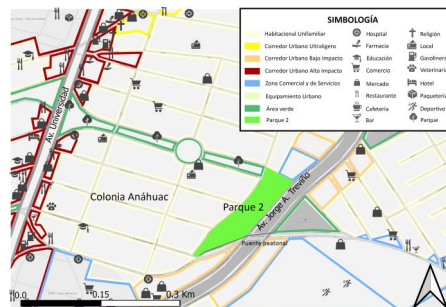 SIMBOLOGÍA
Habitacional Unifamiliar
Corredor Urbano Ultraligero
Corredor Urbano Bajo Impacto
Corredor Urbano Alto Impacto
Zona Comercial y de Servicios
Equipamiento Urbano
Área verde
Parque 2
Hospital
Farmacia
Educación
Comercio
Mercado
Restaurante
Cafetería
Bar
Religión
Local
Gasolinera
Veterinaria
Hotel
Paquetería
Deportivo
Parque
Av. Universidad
Colonia Anáhuac
Parque 2
Av. Jorge A. Treviño
Puente peatonal
0.0
0.15
0.3 Km